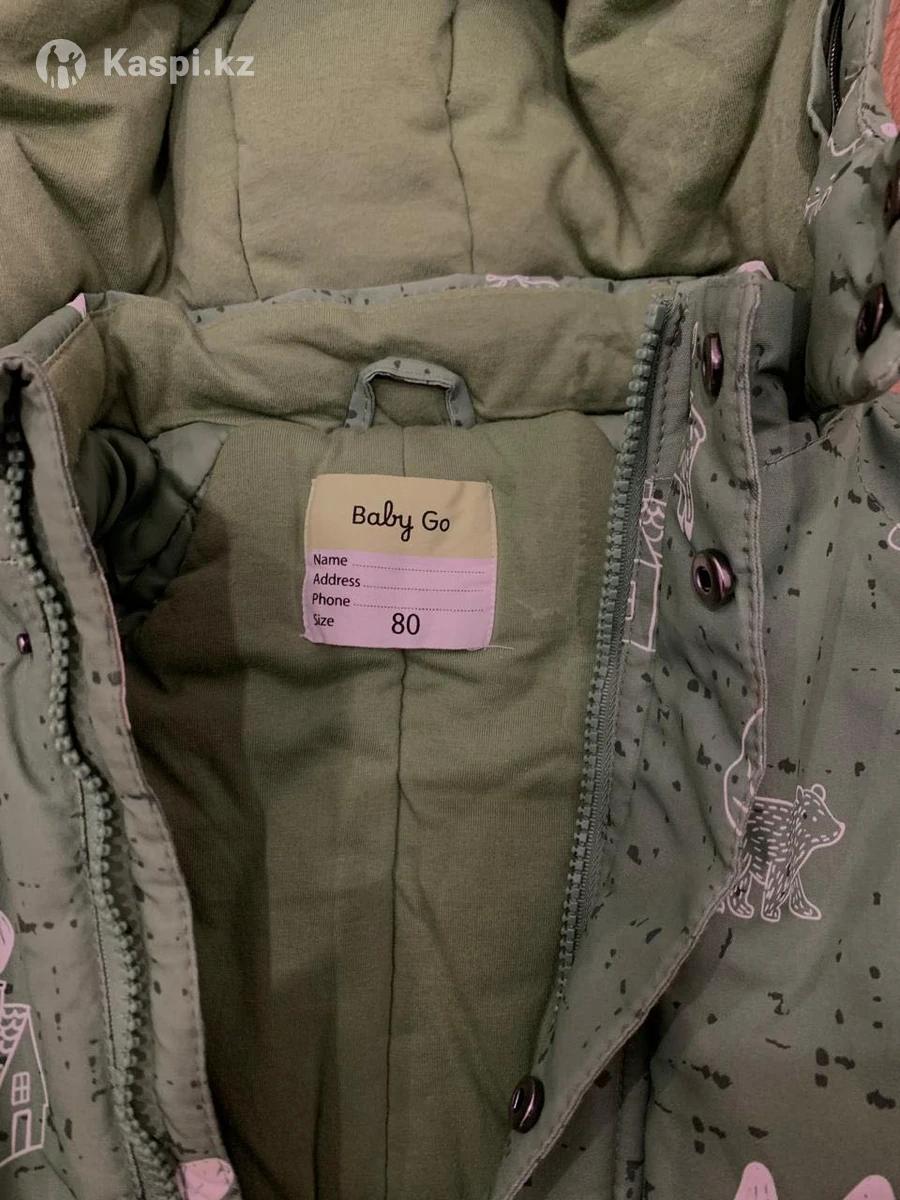 Kaspi.kz
Baby Go
Name
Address
Phone
Size 80